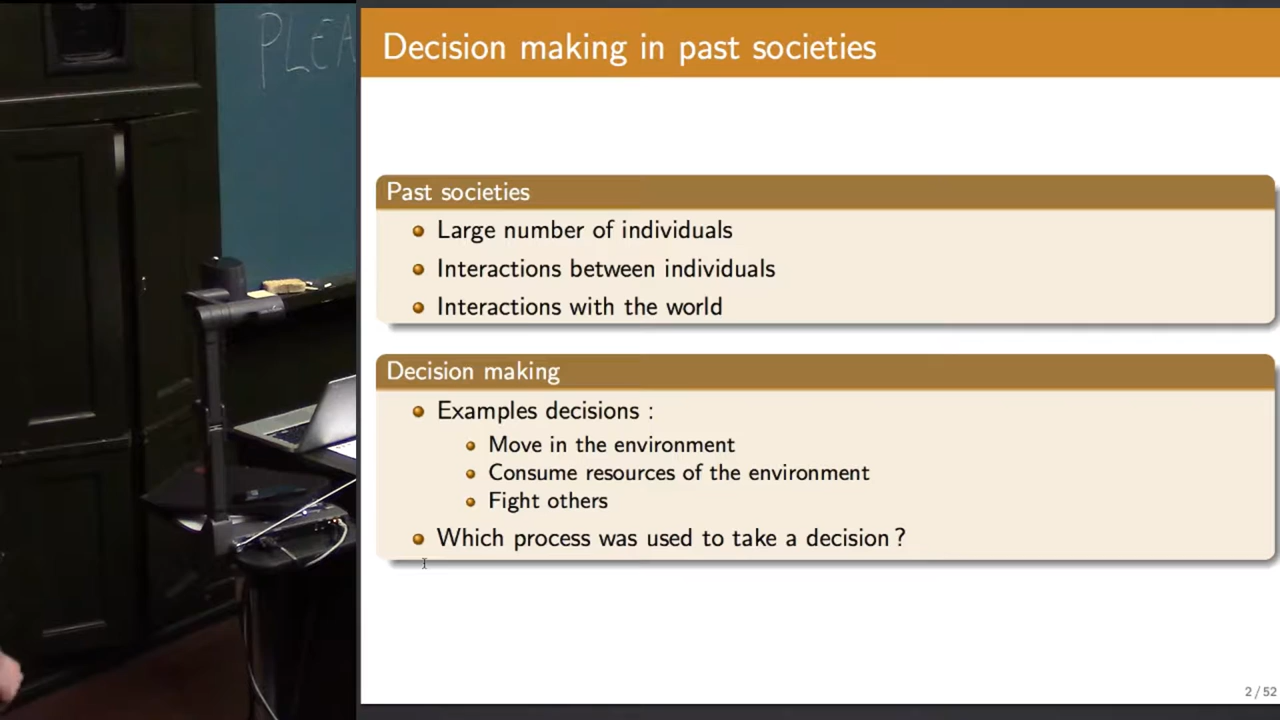 PLEA
Decision making in past societies
Past societies
Large number of individuals
Interactions between individuals
Interactions with the world
Decision making
Examples decisions :
Move in the environment
Consume resources of the environment
Fight others
Which process was used to take a decision ?
2 / 52